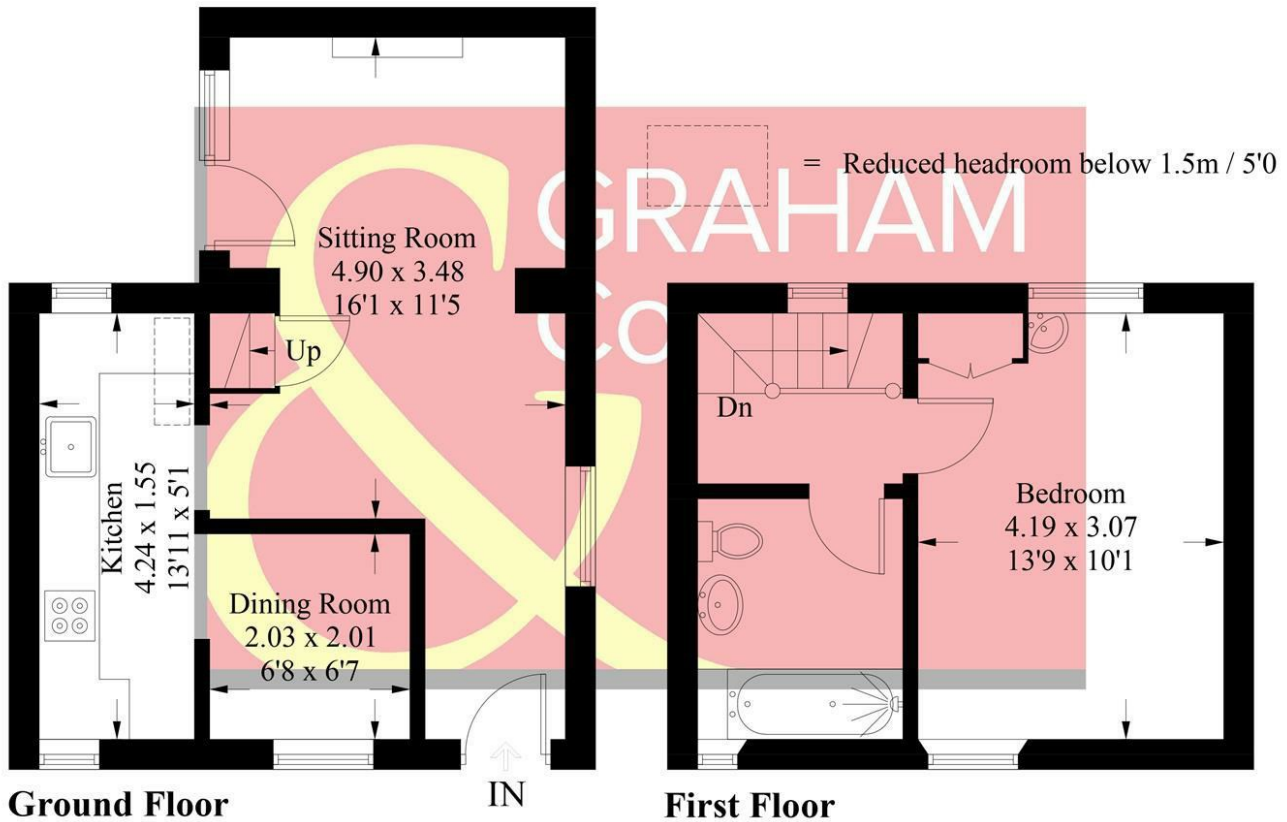 = Reduced headroom below 1.5m / 5'0
GRAHAM
&
Co
Sitting Room
4.90 x 3.48
16'1 x 11'5
Up
Kitchen
4.24 x 1.55
13'11 x 5'1
Dining Room
2.03 x 2.01
6'8 x 6'7
IN
Ground Floor
Dn
Bedroom
4.19 x 3.07
13'9 x 10'1
First Floor